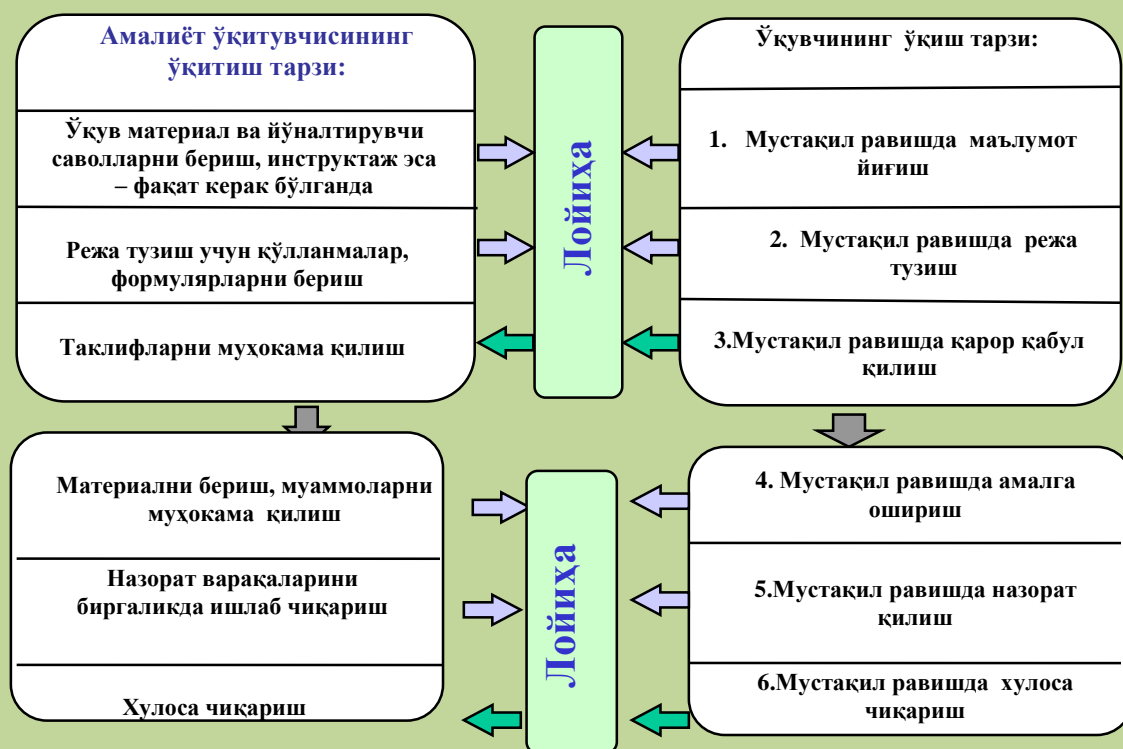 Амалиёт ўқитувчисининг
ўқитиш тарзи:
Ўқув материал ва йўналтирувчи
саволларни бериш, инструктаж эса
– фақат керак бўлганда
Режа тузиш учун қўлланмалар,
формулярларни бериш
Таклифларни муҳокама қилиш
Лойиҳа
Ўқувчининг ўқиш тарзи:
1. Мустақил равишда маълумот
йиғиш
2. Мустақил равишда режа
тузиш
3.Мустақил равишда қарор қабул
қилиш
Материални бериш, муаммоларни
муҳокама қилиш
Назорат варақаларини
биргаликда ишлаб чиқариш
Хулоса чиқариш
Лойиҳа
4. Мустақил равишда амалга
ошириш
5.Мустақил равишда назорат
қилиш
6.Мустақил равишда хулоса
чиқариш